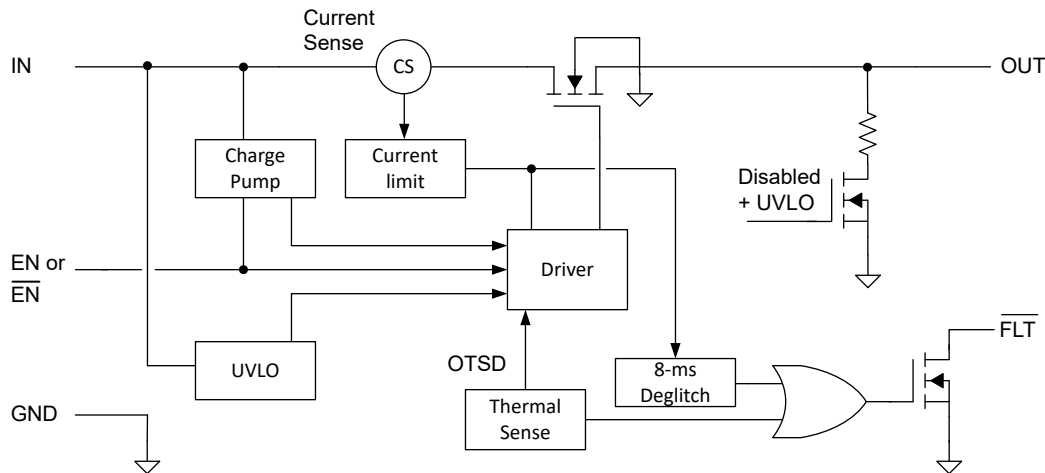 Current
Sense
IN
CS
OUT
Charge
Pump
Current
limit
Disabled
+ UVLO
EN or
EN
Driver
FLT
UVLO
OTSD
8-ms
Deglitch
GND
Thermal
Sense